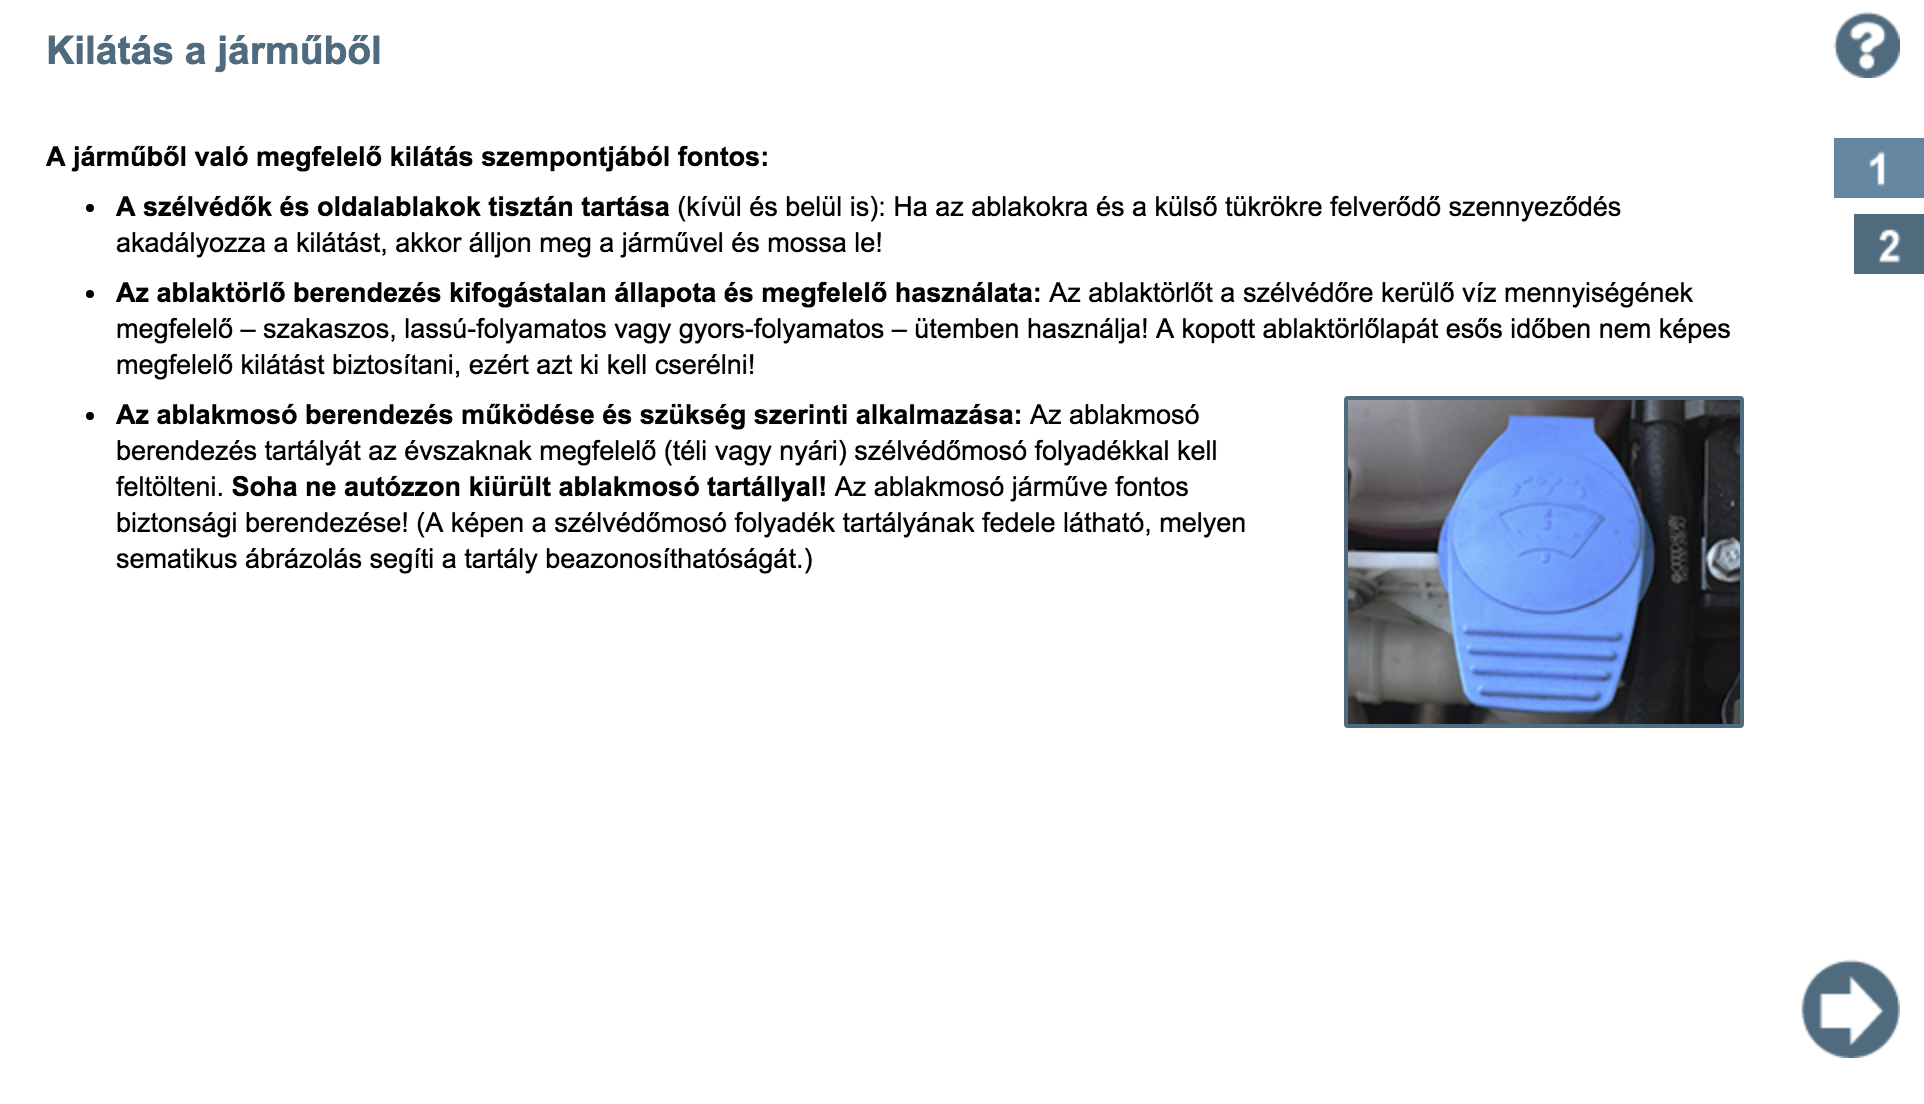 Kilátás a járműből
?
1
2
A járműből való megfelelő kilátás szempontjából fontos:
• A szélvédők és oldalablakok tisztán tartása (kívül és belül is): Ha az ablakokra és a külső tükrökre felverődő szennyeződés
akadályozza a kilátást, akkor álljon meg a járművel és mossa le!
• Az ablaktörlő berendezés kifogástalan állapota és megfelelő használata: Az ablaktörlőt a szélvédőre kerülő víz mennyiségének
megfelelő – szakaszos, lassú-folyamatos vagy gyors-folyamatos – ütemben használja! A kopott ablaktörlőlapát esős időben nem képes
megfelelő kilátást biztosítani, ezért azt ki kell cserélni!
• Az ablakmosó berendezés működése és szükség szerinti alkalmazása: Az ablakmosó
berendezés tartályát az évszaknak megfelelő (téli vagy nyári) szélvédőmosó folyadékkal kell
feltölteni. Soha ne autózzon kiürült ablakmosó tartállyal! Az ablakmosó járműve fontos
biztonsági berendezése! (A képen a szélvédőmosó folyadék tartályának fedele látható, melyen
sematikus ábrázolás segíti a tartály beazonosíthatóságát.)